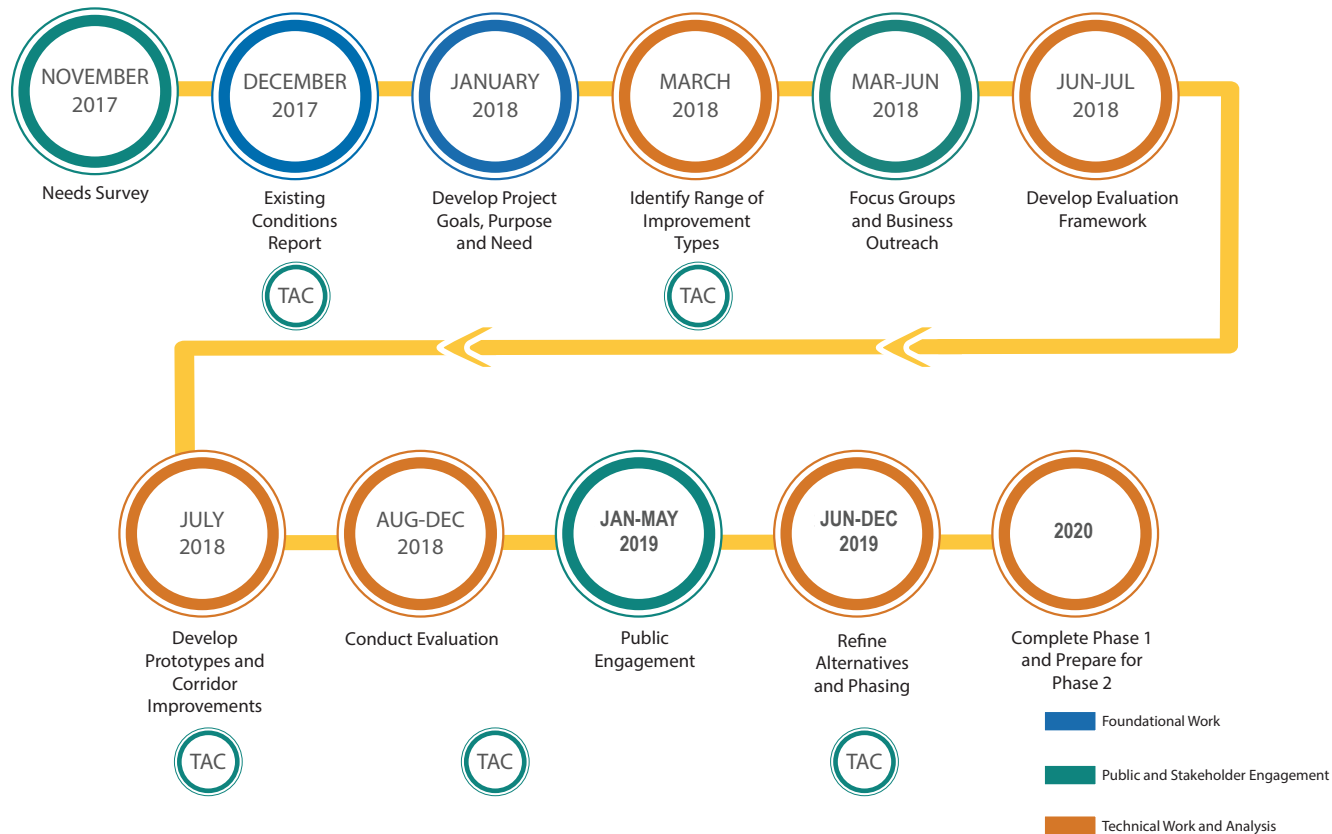 NOVEMBER
2017
Needs Survey
DECEMBER
2017
Existing
Conditions
Report
TAC
JANUARY
2018
Develop Project
Goals, Purpose
and Need
MARCH
2018
Identify Range of
Improvement
Types
TAC
MAR-JUN
2018
Focus Groups
and Business
Outreach
JUN-JUL
2018
Develop Evaluation
Framework
JULY
2018
Develop
Prototypes and
Corridor
Improvements
TAC
AUG-DEC
2018
Conduct Evaluation
TAC
JAN-MAY
2019
Public
Engagement
JUN-DEC
2019
Refine
Alternatives
and Phasing
TAC
2020
Complete Phase 1
and Prepare for
Phase 2
Foundational Work
Public and Stakeholder Engagement
Technical Work and Analysis